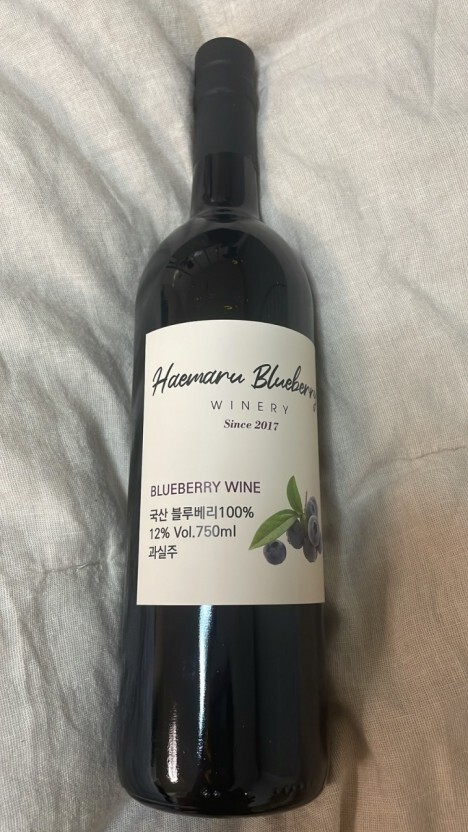 Haemaru Blueberry
WINERY
Since 2017
BLUEBERRY WINE
국산 블루베리100%
12% Vol.750ml
과실주